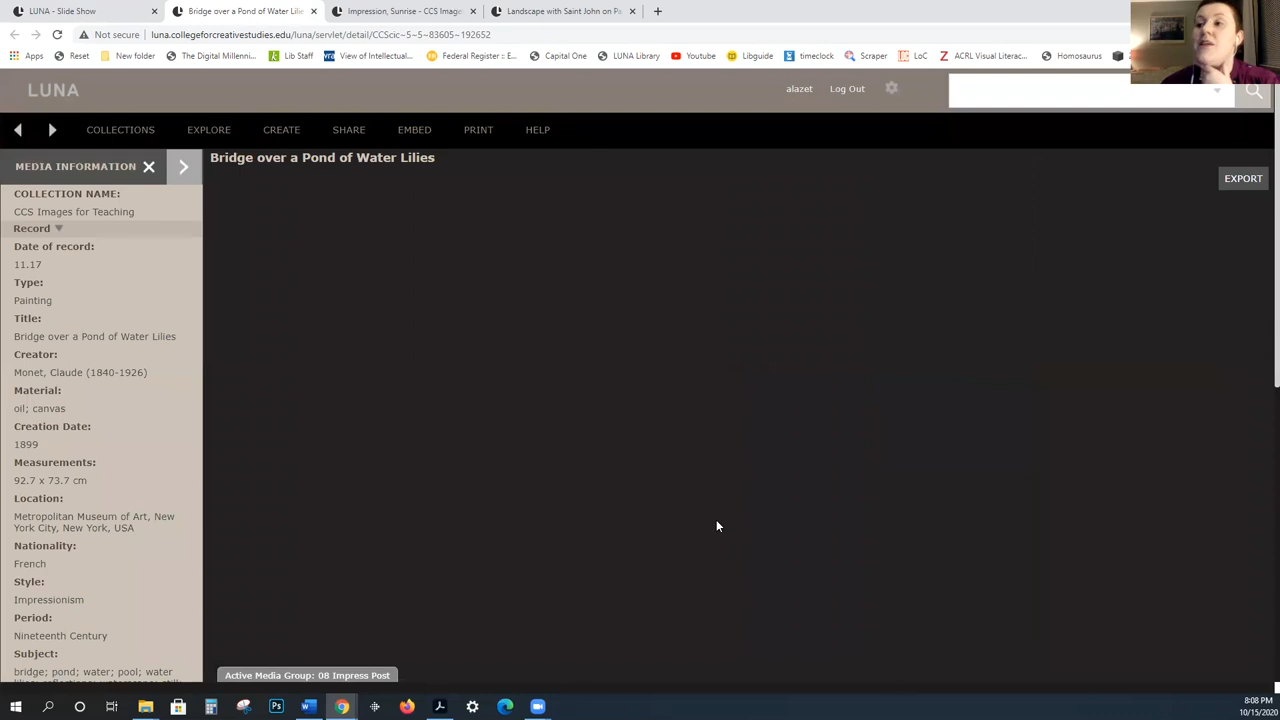 LUNA - Slide Show
Bridge over a Pond of Water Lilie
Impression, Sunrise - CCS Image
Landscape with Saint John on P
Not secure luna.collegeforcreativestudies.edu/luna/servlet/detail/CCScic~5~5~83605~192652
Apps Reset New folder The Digital Millenni... Lib Staff View of Intellectual... Federal Register :: E... Capital One LUNA Library Youtube Libguide timeclock Scraper LoC ACRL Visual Literac... Homosaurus
LUNA alazet Log Out
COLLECTIONS EXPLORE CREATE SHARE EMBED PRINT HELP
MEDIA INFORMATION
Bridge over a Pond of Water Lilies
EXPORT
COLLECTION NAME:
CCS Images for Teaching
Record
Date of record:
11.17
Type:
Painting
Title:
Bridge over a Pond of Water Lilies
Creator:
Monet, Claude (1840-1926)
Material:
oil; canvas
Creation Date:
1899
Measurements:
92.7 x 73.7 cm
Location:
Metropolitan Museum of Art, New
York City, New York, USA
Nationality:
French
Style:
Impressionism
Period:
Nineteenth Century
Subject:
bridge; pond; water; pool; water
Active Media Group: 08 Impress Post
8:08 PM
10/15/2020